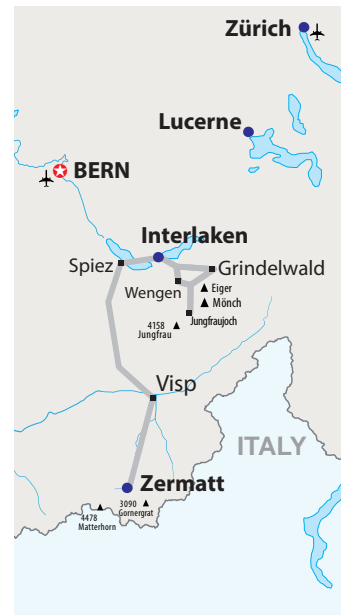 Zürich
Lucerne
BERN
Interlaken
Spiez
Grindelwald
Wengen
Eiger
Mönch
Jungfraujoch
4158
Jungfrau
Visp
ITALY
Zermatt
3090
Gornergrat
4478
Matterhorn